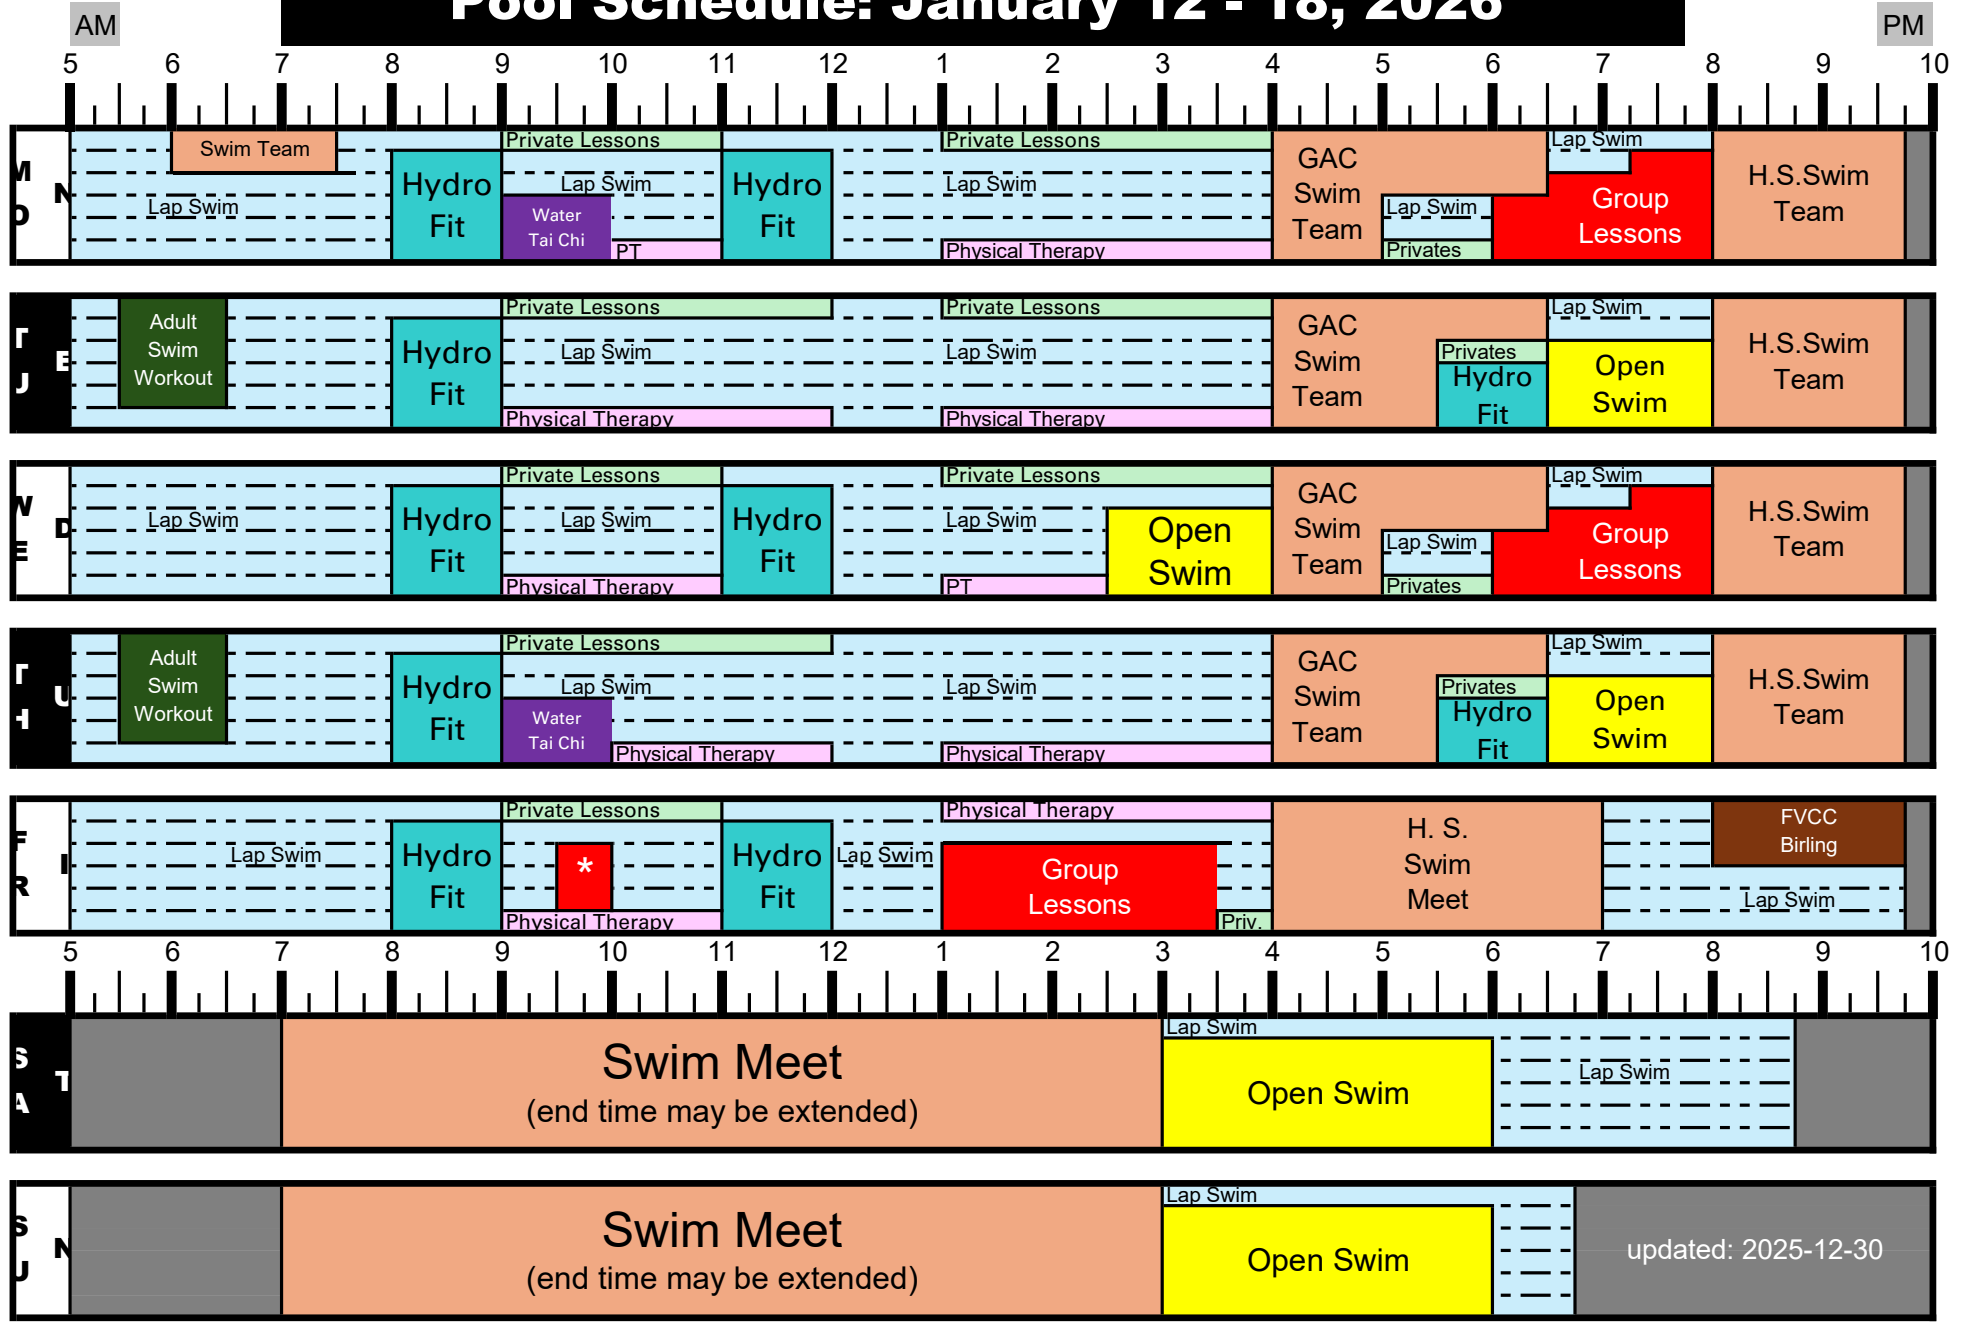 Pool Schedule: January 12 - 18, 2026
AM
PM
5 6 7 8 9 10 11 12 1 2 3 4 5 6 7 8 9 10
M O N
Swim Team
Lap Swim
Hydro
Fit
Private Lessons
Lap Swim
Water
Tai Chi
PT
Hydro
Fit
Private Lessons
Lap Swim
Physical Therapy
GAC
Swim
Team
Lap Swim
Privates
Lap Swim
Group
Lessons
H.S.Swim
Team
T U E
Adult
Swim
Workout
Hydro
Fit
Private Lessons
Lap Swim
Physical Therapy
Private Lessons
Lap Swim
Physical Therapy
GAC
Swim
Team
Privates
Hydro
Fit
Lap Swim
Open
Swim
H.S.Swim
Team
W E D
Lap Swim
Hydro
Fit
Private Lessons
Lap Swim
Physical Therapy
Hydro
Fit
Private Lessons
Lap Swim
PT
Open
Swim
GAC
Swim
Team
Lap Swim
Privates
Lap Swim
Group
Lessons
H.S.Swim
Team
T H U
Adult
Swim
Workout
Hydro
Fit
Private Lessons
Lap Swim
Water
Tai Chi
Physical Therapy
Lap Swim
Physical Therapy
GAC
Swim
Team
Privates
Hydro
Fit
Lap Swim
Open
Swim
H.S.Swim
Team
F R I
Lap Swim
Hydro
Fit
Private Lessons
*
Physical Therapy
Hydro
Fit
Lap Swim
Physical Therapy
Group
Lessons
Priv.
H. S.
Swim
Meet
FVCC
Birling
Lap Swim
5 6 7 8 9 10 11 12 1 2 3 4 5 6 7 8 9 10
S A T
Swim Meet
(end time may be extended)
Lap Swim
Open Swim
Lap Swim
S U N
Swim Meet
(end time may be extended)
Lap Swim
Open Swim
updated: 2025-12-30